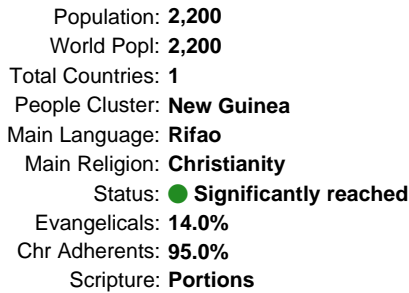 Population: 2,200
World Popl: 2,200
Total Countries: 1
People Cluster: New Guinea
Main Language: Rifao
Main Religion: Christianity
Status: Significantly reached
Evangelicals: 14.0%
Chr Adherents: 95.0%
Scripture: Portions